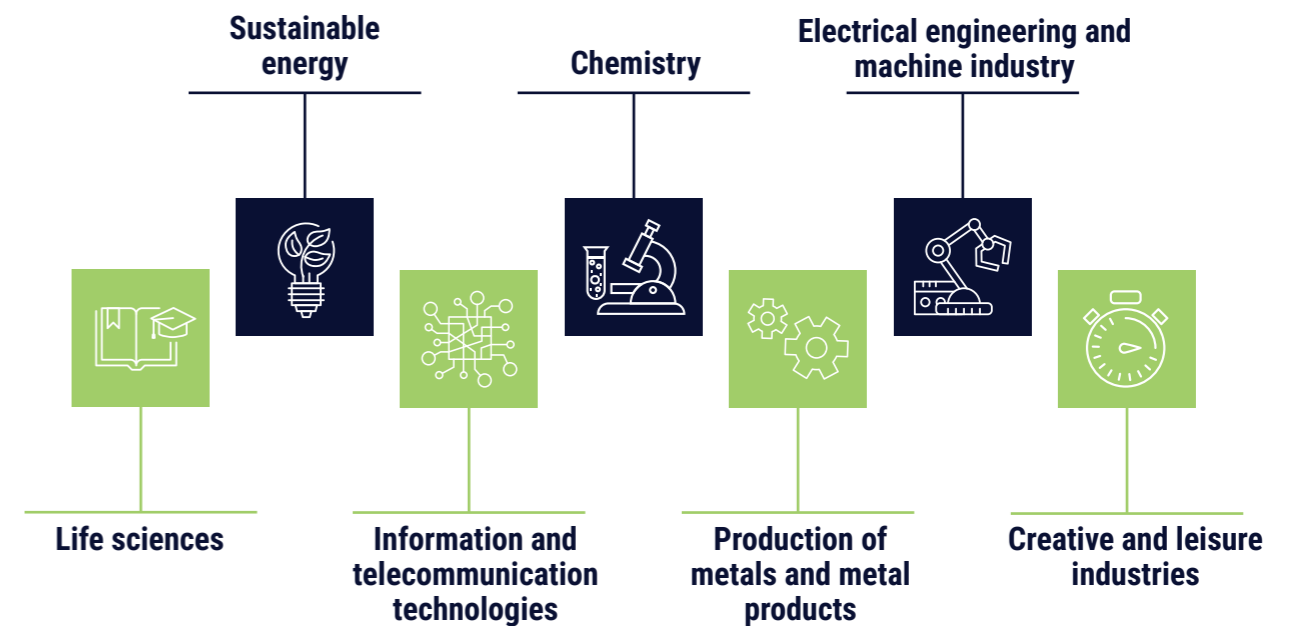 Sustainable
energy
Chemistry
Electrical engineering and
machine industry
Life sciences
Information and
telecommunication
technologies
Production of
metals and metal
products
Creative and leisure
industries